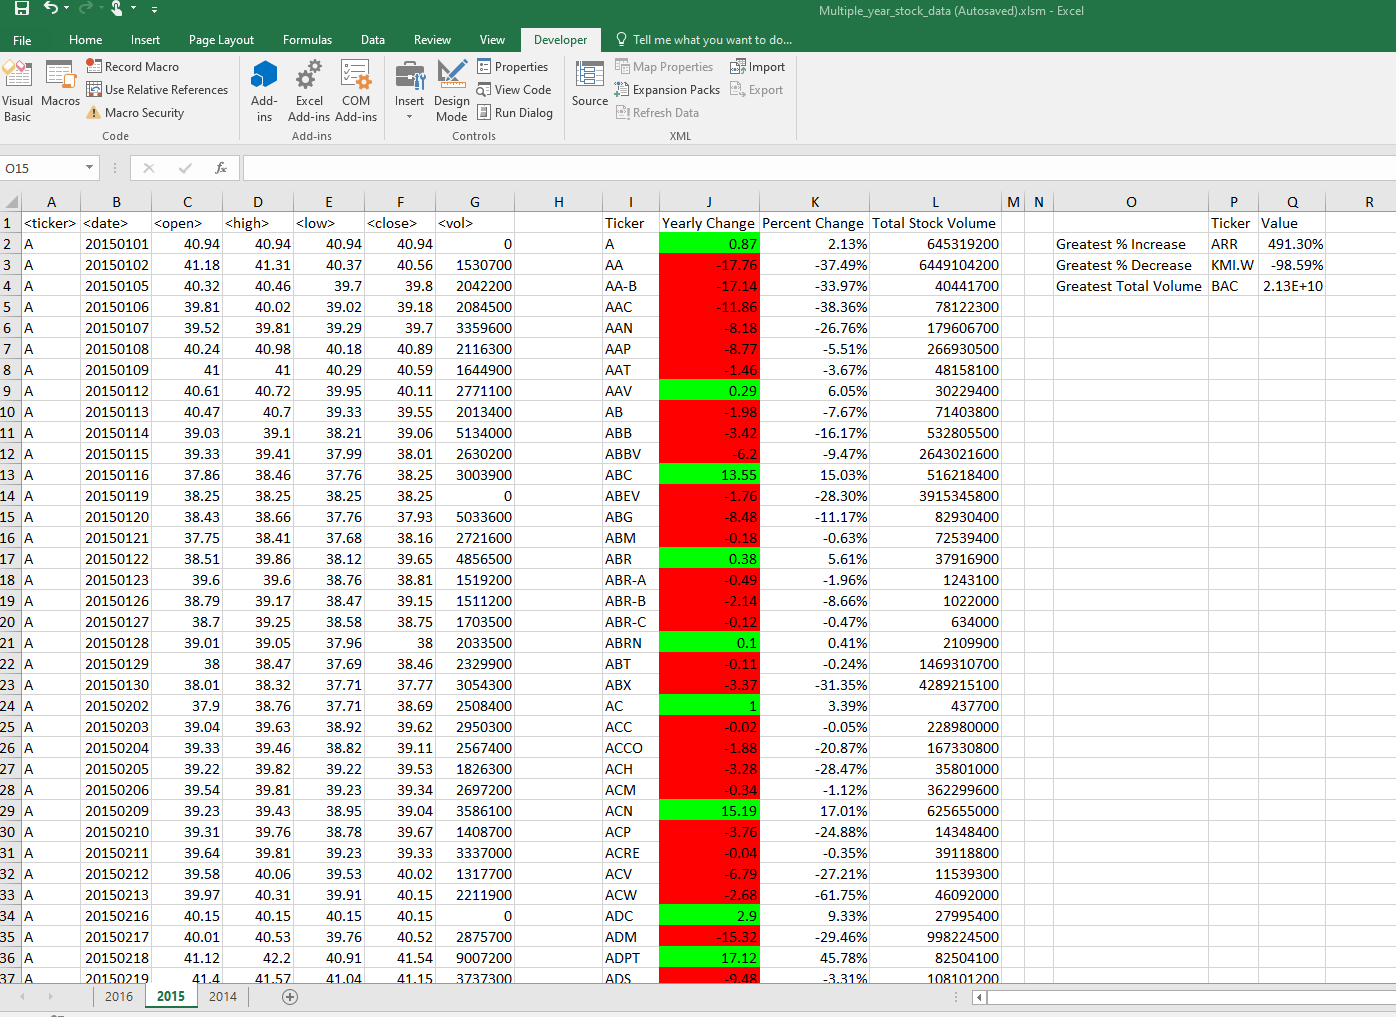 Multiple_year_stock_data (Autosaved).xlsm - Excel
File Home Insert Page Layout Formulas Data Review View Developer Tell me what you want to do...
Visual Basic Macros Record Macro Use Relative References Macro Security Add-ins Excel Add-ins COM Add-ins Insert Design Mode Properties View Code Run Dialog Source Map Properties Expansion Packs Refresh Data Import Export
Code Add-ins Controls XML
O15 fx
A B C D E F G H I J K L M N O P Q R
1 <ticker> <date> <open> <high> <low> <close> <vol> Ticker Yearly Change Percent Change Total Stock Volume Ticker Value
2 A 20150101 40.94 40.94 40.94 40.94 0 A 0.87 2.13% 645319200 Greatest % Increase ARR 491.30%
3 A 20150102 41.18 41.31 40.37 40.56 1530700 AA -17.76 -37.49% 6449104200 Greatest % Decrease KMI.W -98.59%
4 A 20150105 40.32 40.46 39.7 39.8 2042200 AA-B -17.14 -33.97% 40441700 Greatest Total Volume BAC 2.13E+10
5 A 20150106 39.81 40.02 39.02 39.18 2084500 AAC -11.86 -38.36% 78122300
6 A 20150107 39.52 39.81 39.29 39.7 3359600 AAN -8.18 -26.76% 179606700
7 A 20150108 40.24 40.98 40.18 40.89 2116300 AAP -8.77 -5.51% 266930500
8 A 20150109 41 41 40.29 40.59 1644900 AAT -1.46 -3.67% 48158100
9 A 20150112 40.61 40.72 39.95 40.11 2771100 AAV 0.29 6.05% 30229400
10 A 20150113 40.47 40.7 39.33 39.55 2013400 AB -1.98 -7.67% 71403800
11 A 20150114 39.03 39.1 38.21 39.06 5134000 ABB -3.42 -16.17% 532805500
12 A 20150115 39.33 39.41 37.99 38.01 2630200 ABBV -6.2 -9.47% 2643021600
13 A 20150116 37.86 38.46 37.76 38.25 3003900 ABC 13.55 15.03% 516218400
14 A 20150119 38.25 38.25 38.25 38.25 0 ABEV -1.76 -28.30% 3915345800
15 A 20150120 38.43 38.66 37.76 37.93 5033600 ABG -8.48 -11.17% 82930400
16 A 20150121 37.75 38.41 37.68 38.16 2721600 ABM -0.18 -0.63% 72539400
17 A 20150122 38.51 39.86 38.12 39.65 4856500 ABR 0.38 5.61% 37916900
18 A 20150123 39.6 39.6 38.76 38.81 1519200 ABR-A -0.49 -1.96% 1243100
19 A 20150126 38.79 39.17 38.47 39.15 1511200 ABR-B -2.14 -8.66% 1022000
20 A 20150127 38.7 39.25 38.58 38.75 1703500 ABR-C -0.12 -0.47% 634000
21 A 20150128 39.01 39.05 37.96 38 2033500 ABRN 0.1 0.41% 2109900
22 A 20150129 38 38.47 37.69 38.46 2329900 ABT -0.11 -0.24% 1469310700
23 A 20150130 38.01 38.32 37.71 37.77 3054300 ABX -3.37 -31.35% 4289215100
24 A 20150202 37.9 38.76 37.71 38.69 2508400 AC 1 3.39% 437700
25 A 20150203 39.04 39.63 38.92 39.62 2950300 ACC -0.02 -0.05% 228980000
26 A 20150204 39.33 39.46 38.82 39.11 2567400 ACCO -1.88 -20.87% 167330800
27 A 20150205 39.22 39.82 39.22 39.53 1826300 ACH -3.28 -28.47% 35801000
28 A 20150206 39.54 39.81 39.23 39.34 2697200 ACM -0.34 -1.12% 362299600
29 A 20150209 39.23 39.43 38.95 39.04 3586100 ACN 15.19 17.01% 625655000
30 A 20150210 39.31 39.76 38.78 39.67 1408700 ACP -3.76 -24.88% 14348400
31 A 20150211 39.64 39.81 39.23 39.33 3337000 ACRE -0.04 -0.35% 39118800
32 A 20150212 39.58 40.06 39.53 40.02 1317700 ACV -6.79 -27.21% 11539300
33 A 20150213 39.97 40.31 39.91 40.15 2211900 ACW -2.68 -61.75% 46092000
34 A 20150216 40.15 40.15 40.15 40.15 0 ADC 2.9 9.33% 27995400
35 A 20150217 40.01 40.53 39.76 40.52 2875700 ADM -15.32 -29.46% 998224500
36 A 20150218 41.12 42.2 40.91 41.54 9007200 ADPT 17.12 45.78% 82504100
37 A 20150219 41.4 41.57 41.04 41.15 3737300 ADS -9.48 -3.31% 108101200
2016 2015 2014